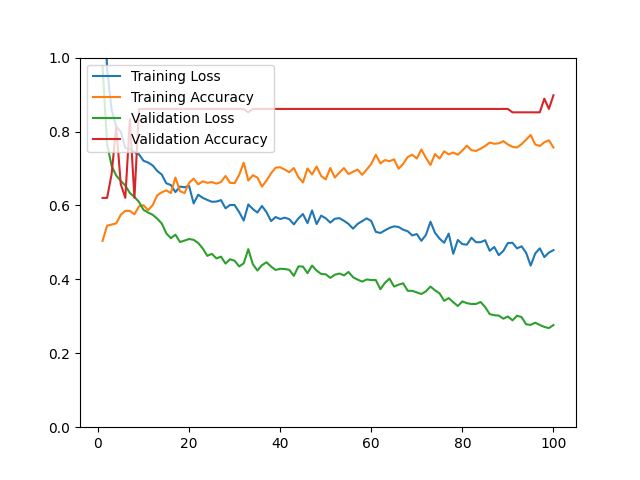 1.0
0.8
0.6
0.4
0.2
0.0
0 20 40 60 80 100
Training Loss
Training Accuracy
Validation Loss
Validation Accuracy